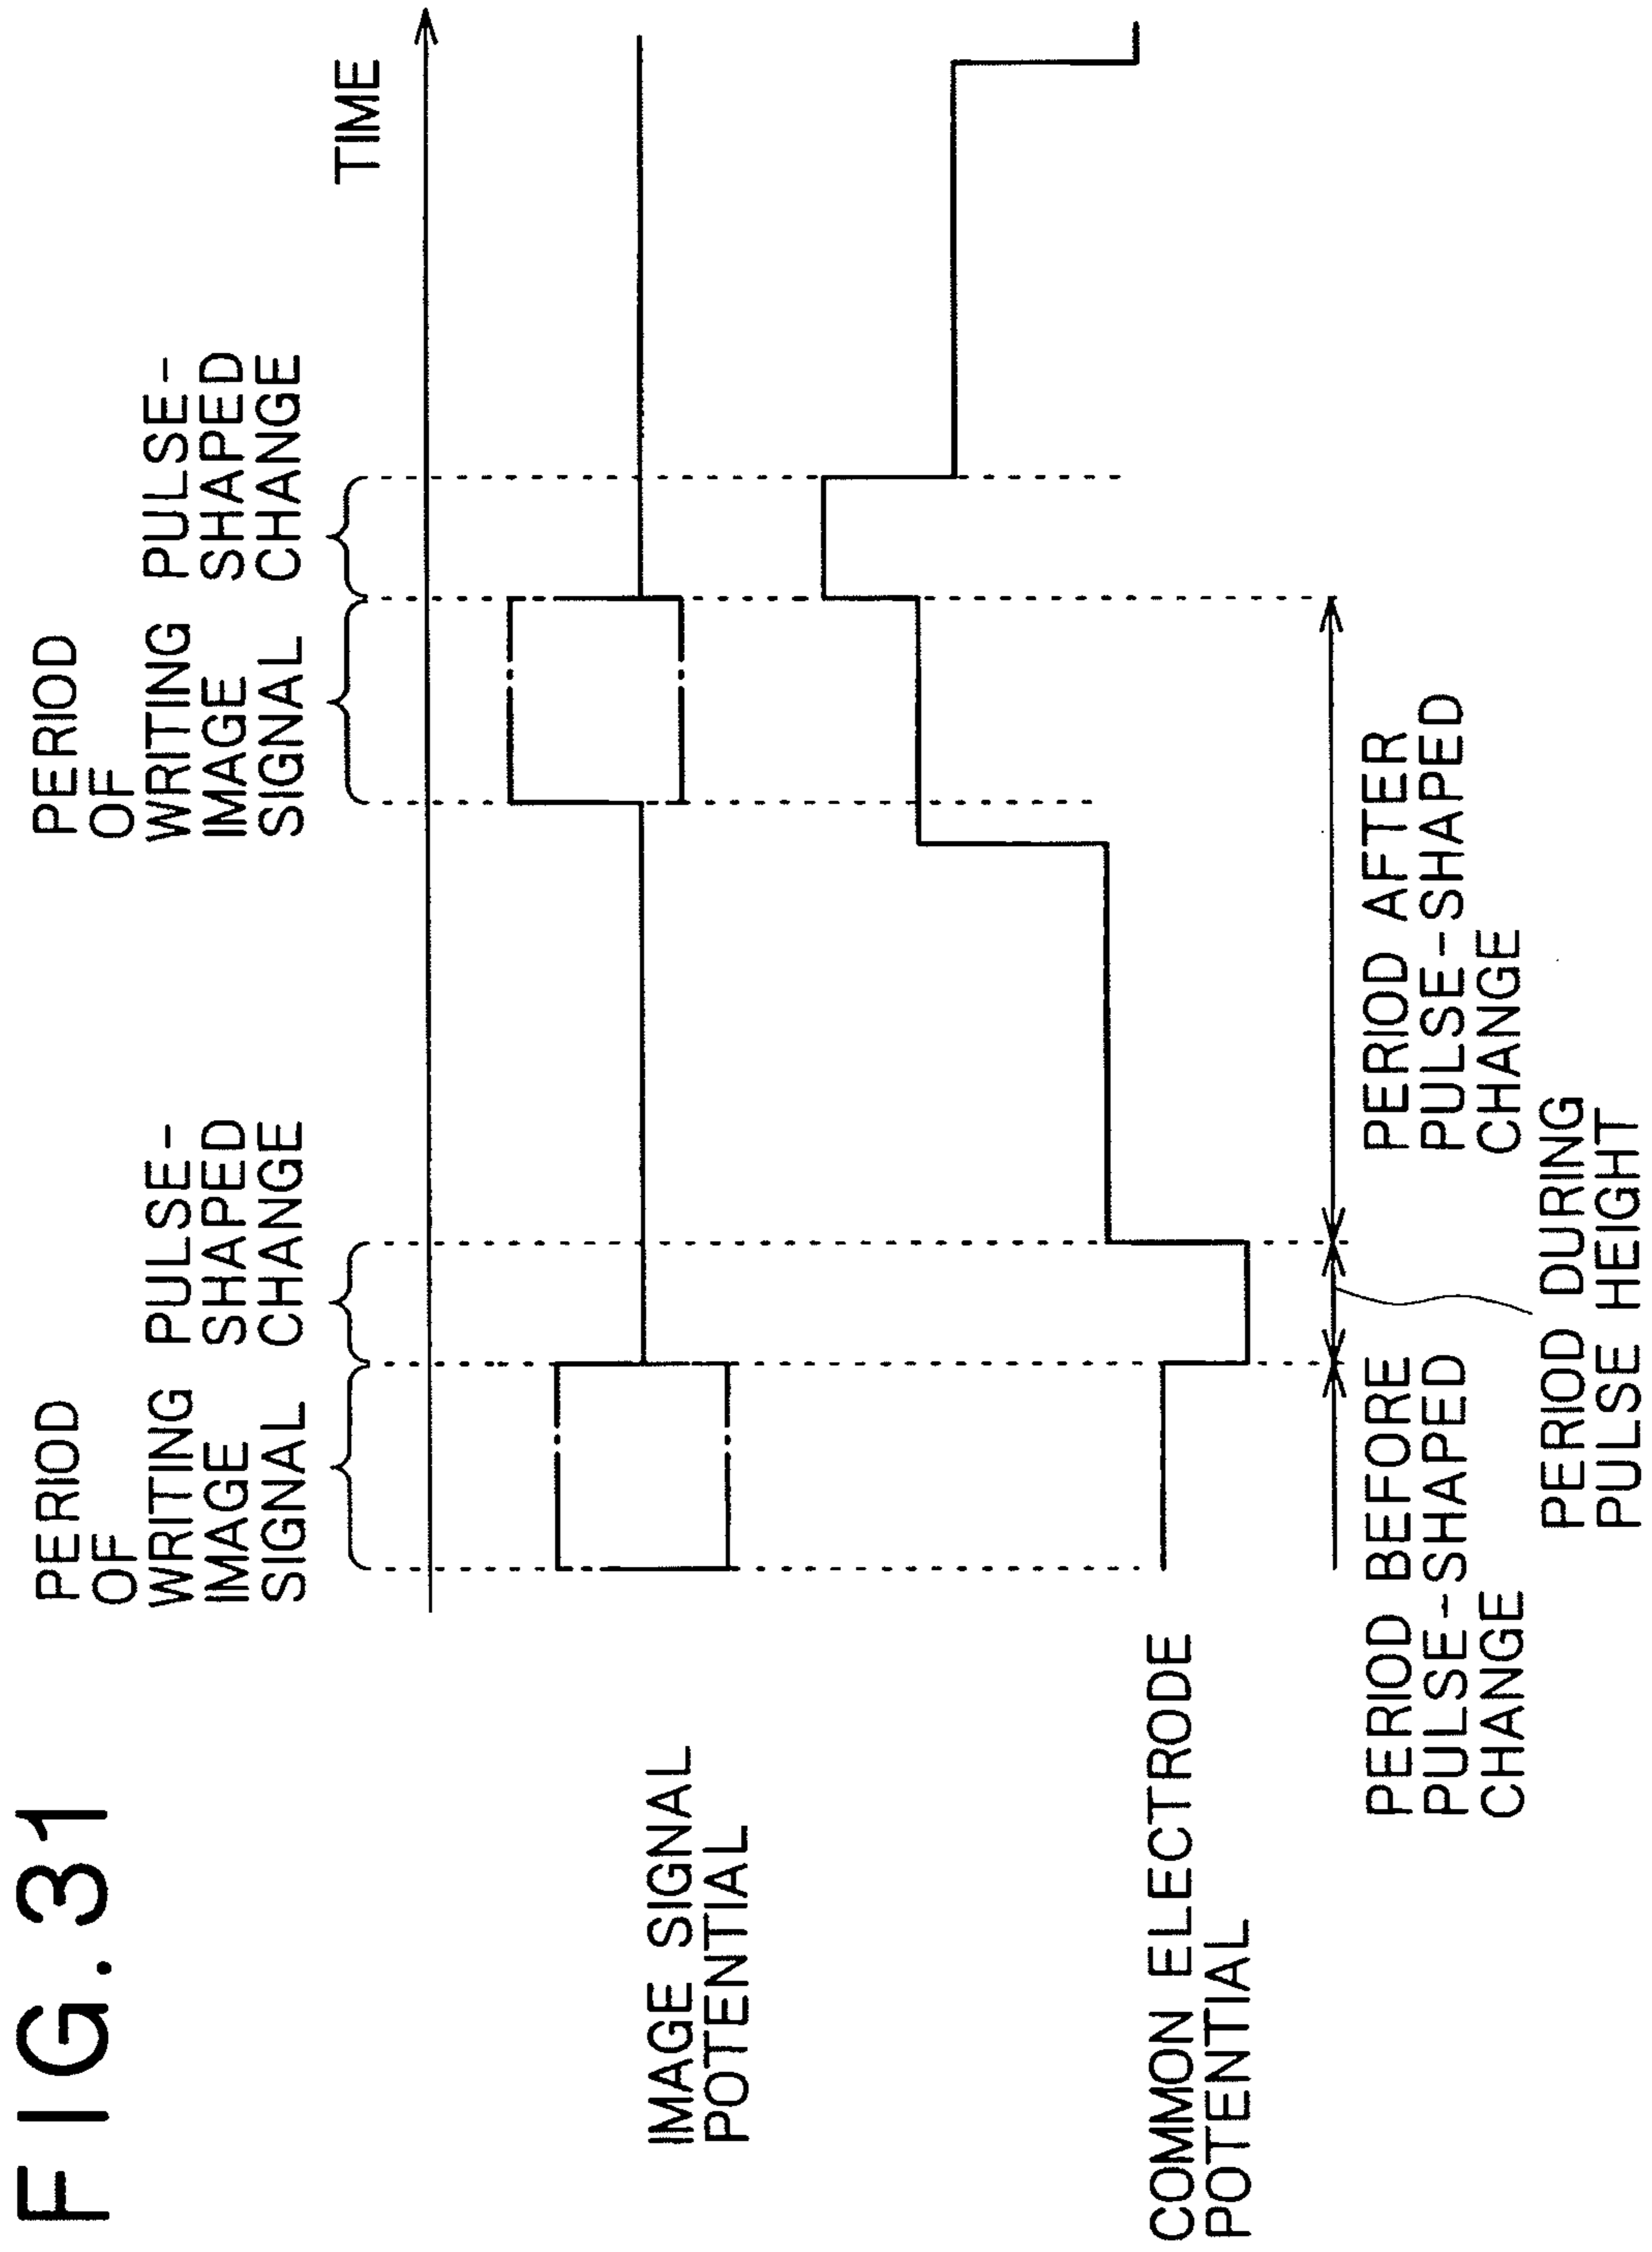 FIG.31
PERIOD
OF
WRITING
IMAGE
SIGNAL
PULSE-
SHAPED
CHANGE
PERIOD
OF
WRITING
IMAGE
SIGNAL
PULSE-
SHAPED
CHANGE
TIME
IMAGE SIGNAL
POTENTIAL
COMMON ELECTRODE
POTENTIAL
PERIOD BEFORE
PULSE-SHAPED
CHANGE
PERIOD AFTER
PULSE-SHAPED
CHANGE
PERIOD DURING
PULSE HEIGHT